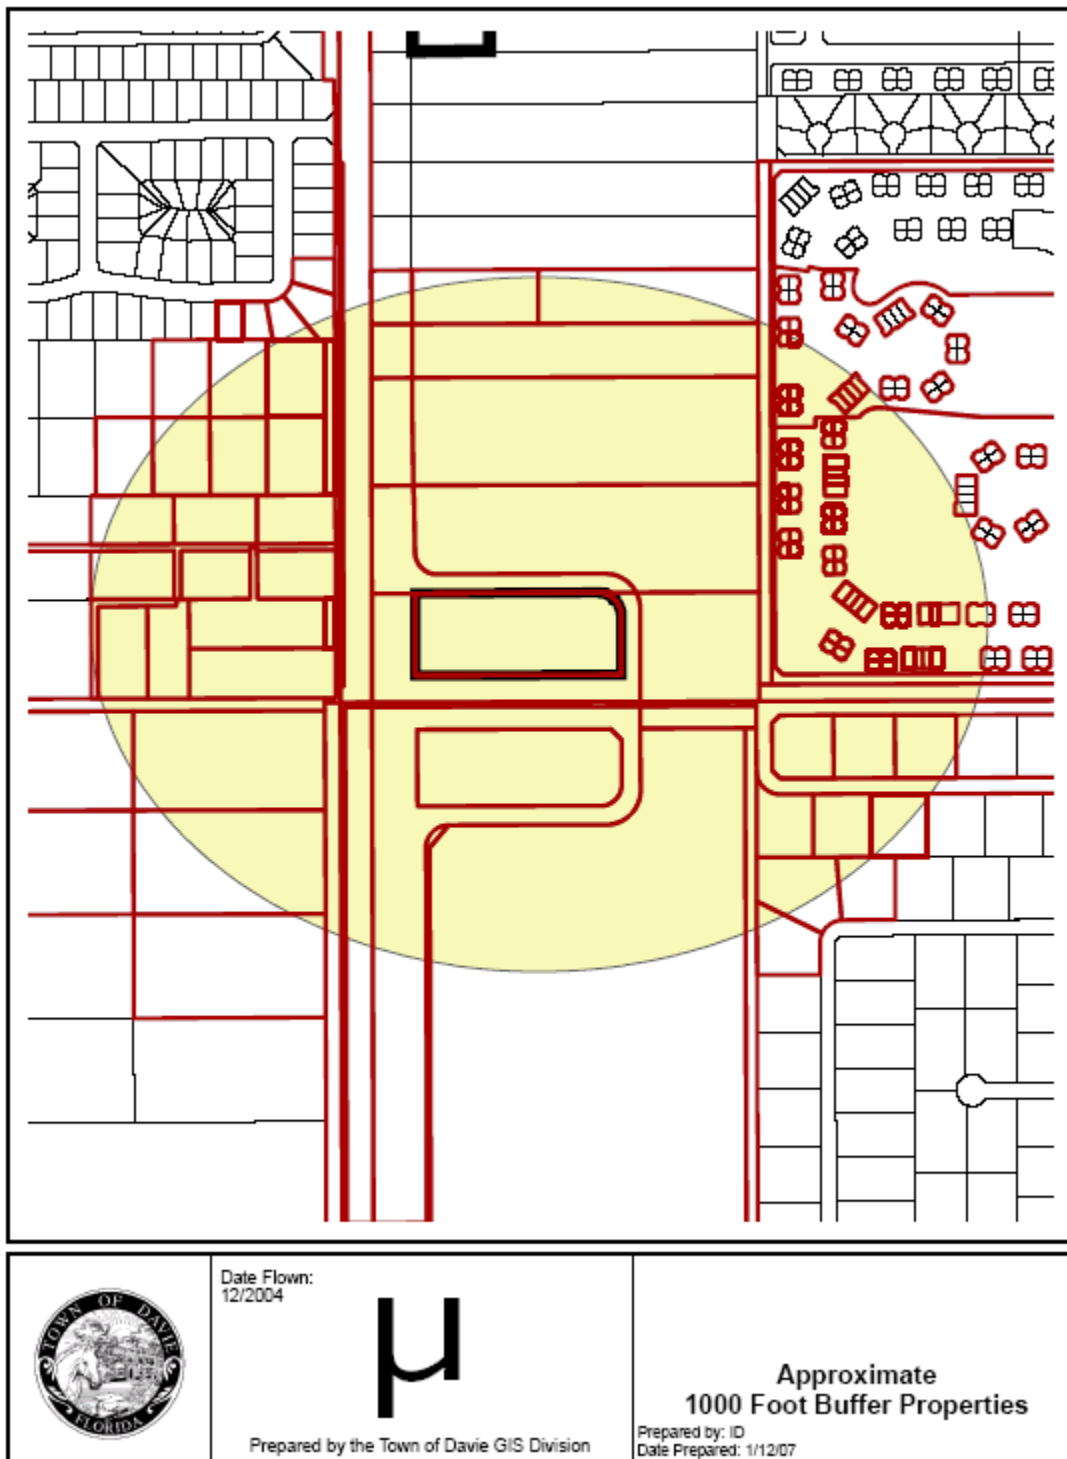 TOWN OF DAVIE
FLORIDA
Date Flown:
12/2004
µ
Prepared by the Town of Davie GIS Division
Approximate
1000 Foot Buffer Properties
Prepared by: ID
Date Prepared: 1/12/07